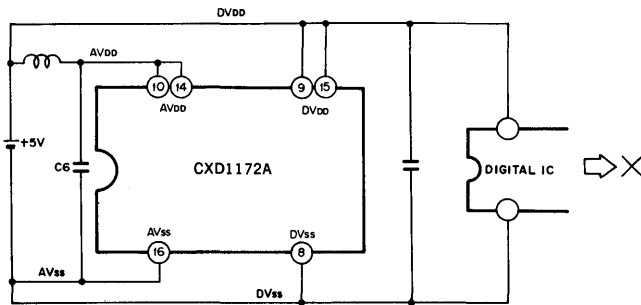 DVDD
AVDD
10 14 9 15
AVDD DVDD
+5V
C6
CXD1172A
DIGITAL IC
AVss DVss
16 8
AVss
DVss